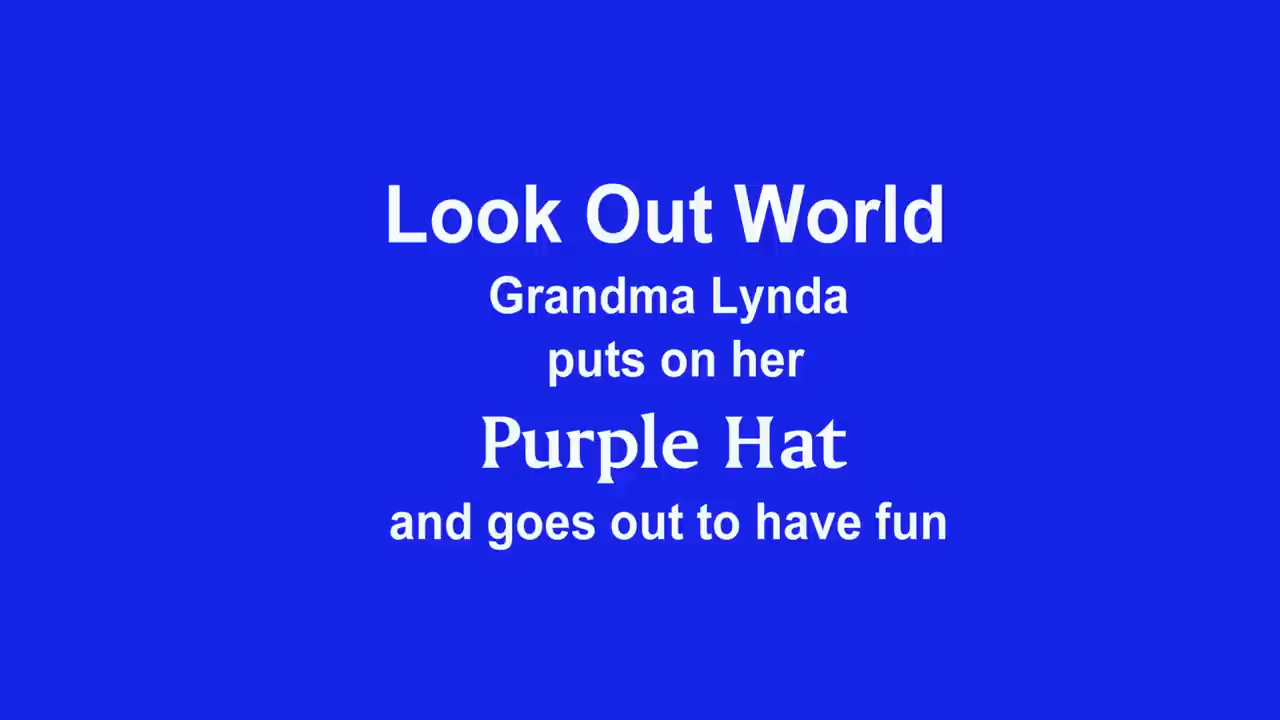 Look Out World
Grandma Lynda
puts on her
Purple Hat
and goes out to have fun